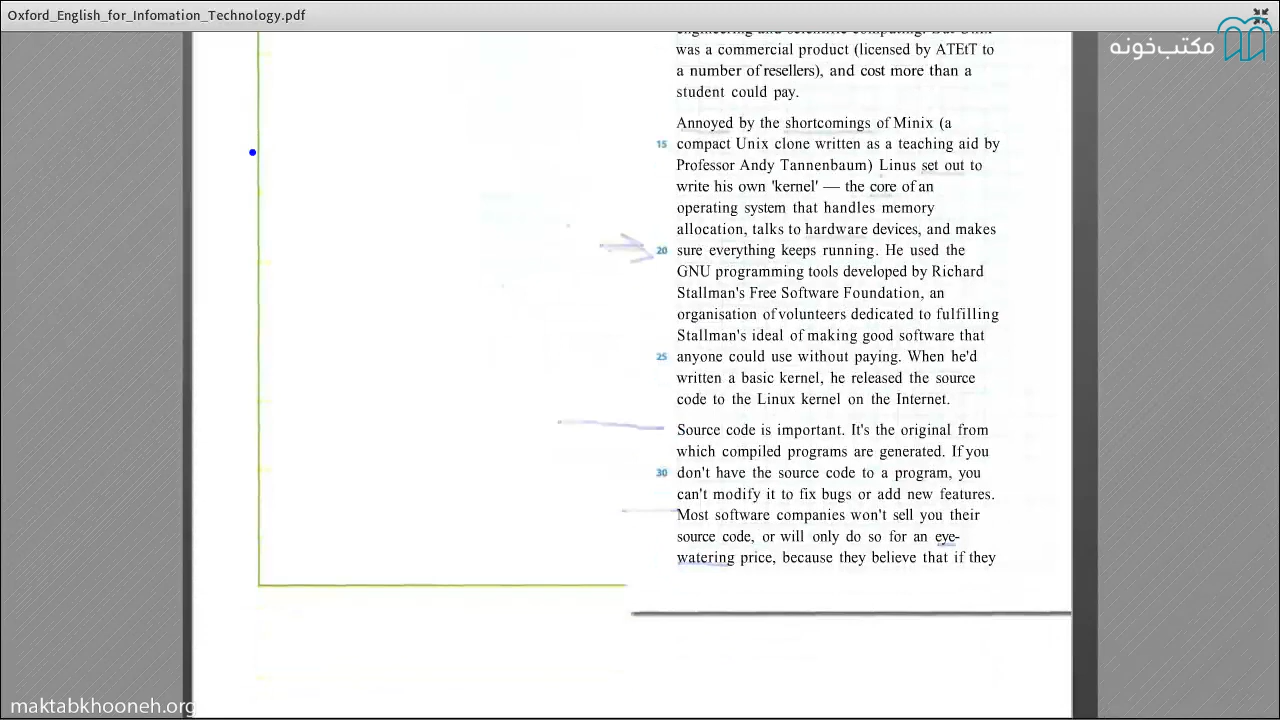 Oxford_English_for_Infomation_Technology.pdf
مکتب‌خونه
engineering and scientific computing. But Unix
was a commercial product (licensed by ATEtT to
a number of resellers), and cost more than a
student could pay.
Annoyed by the shortcomings of Minix (a
15 compact Unix clone written as a teaching aid by
Professor Andy Tannenbaum) Linus set out to
write his own 'kernel' — the core of an
operating system that handles memory
allocation, talks to hardware devices, and makes
20 sure everything keeps running. He used the
GNU programming tools developed by Richard
Stallman's Free Software Foundation, an
organisation of volunteers dedicated to fulfilling
Stallman's ideal of making good software that
25 anyone could use without paying. When he'd
written a basic kernel, he released the source
code to the Linux kernel on the Internet.
Source code is important. It's the original from
which compiled programs are generated. If you
30 don't have the source code to a program, you
can't modify it to fix bugs or add new features.
Most software companies won't sell you their
source code, or will only do so for an eye-
watering price, because they believe that if they
maktabkhooneh.org